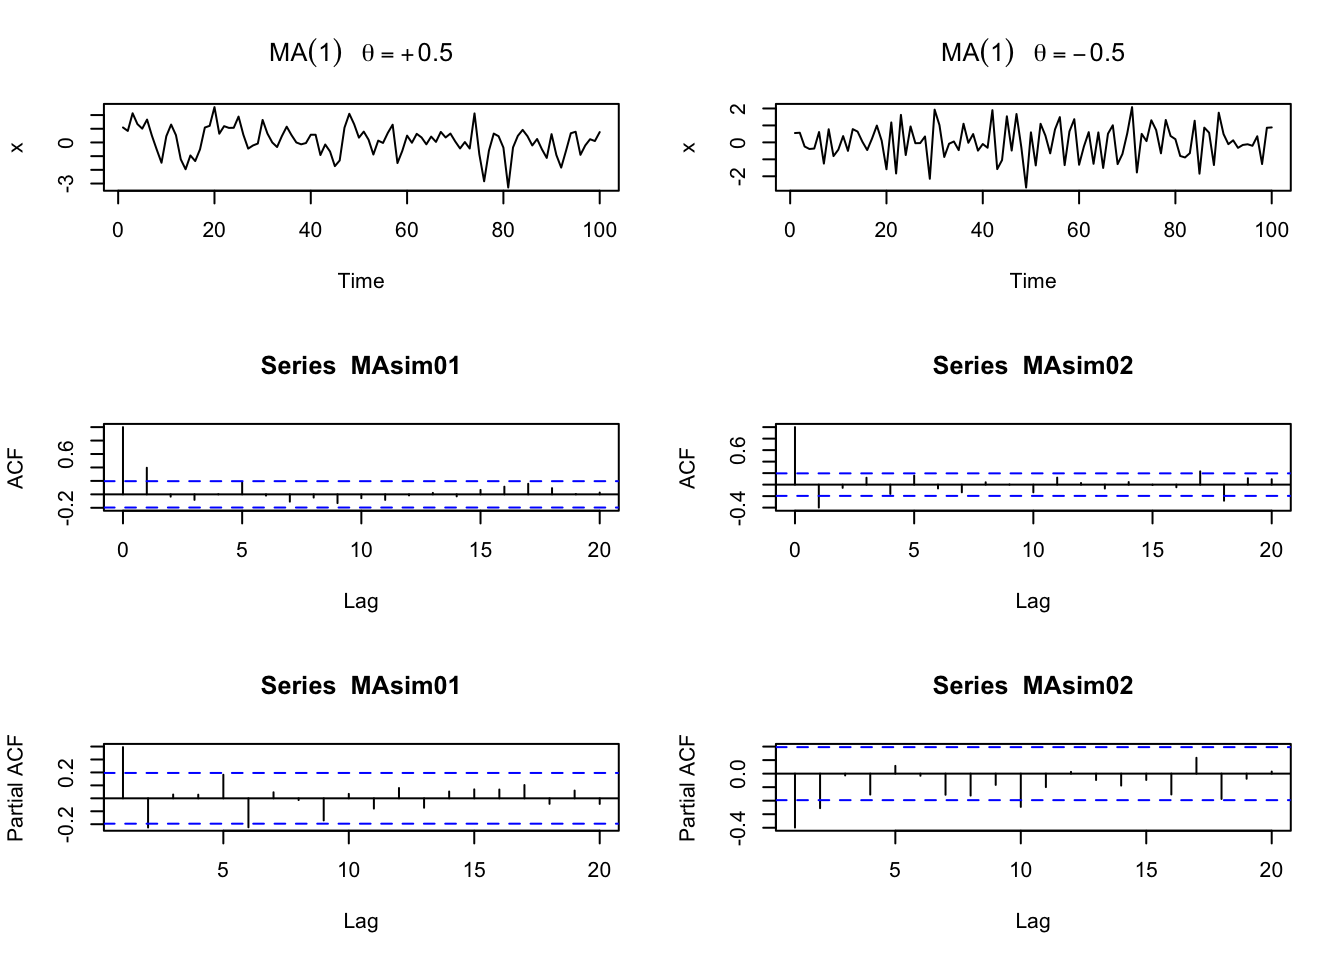 MA(1) θ = +0.5
x
0
-3
0 20 40 60 80 100
Time
MA(1) θ = −0.5
x
2
0
-2
0 20 40 60 80 100
Time
Series MAsim01
ACF
0.6
-0.2
0 5 10 15 20
Lag
Series MAsim02
ACF
0.6
-0.4
0 5 10 15 20
Lag
Series MAsim01
Partial ACF
0.2
-0.2
5 10 15 20
Lag
Series MAsim02
Partial ACF
0.0
-0.4
5 10 15 20
Lag